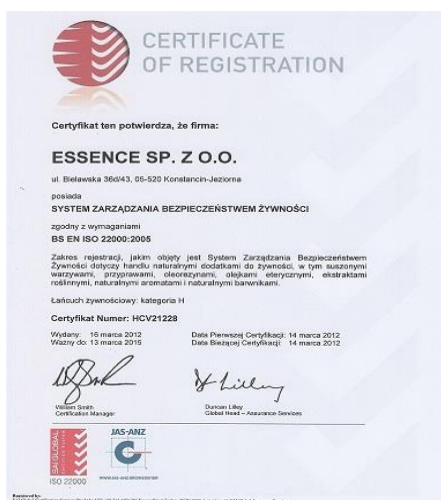 CERTIFICATE
OF REGISTRATION
Certyfikat ten potwierdza, że firma:
ESSENCE SP. Z O.O.
ul. Bielawska 36d/43, 05-520 Konstancin-Jeziorna
posiada
SYSTEM ZARZĄDZANIA BEZPIECZEŃSTWEM ŻYWNOŚCI
zgodny z wymaganiami
BS EN ISO 22000:2005
Zakres rejestracji, jakim objęty jest System Zarządzania Bezpieczeństwem
Żywności dotyczy handlu naturalnymi dodatkami do żywności, w tym suszonymi
warzywami, przyprawami, oleorezynami, olejkami eterycznymi, ekstraktami
roślinnymi, naturalnymi aromatami i naturalnymi barwnikami.
Łańcuch żywnościowy: kategoria H
Certyfikat Numer: HCV21228
Wydany: 16 marca 2012 Data Pierwszej Certyfikacji: 14 marca 2012
Ważny do: 13 marca 2015 Data Bieżącej Certyfikacji: 14 marca 2012
William Smith Duncan Lilley
Certification Manager Global Head – Assurance Services
SAI GLOBAL
JAS-ANZ
ISO 22000